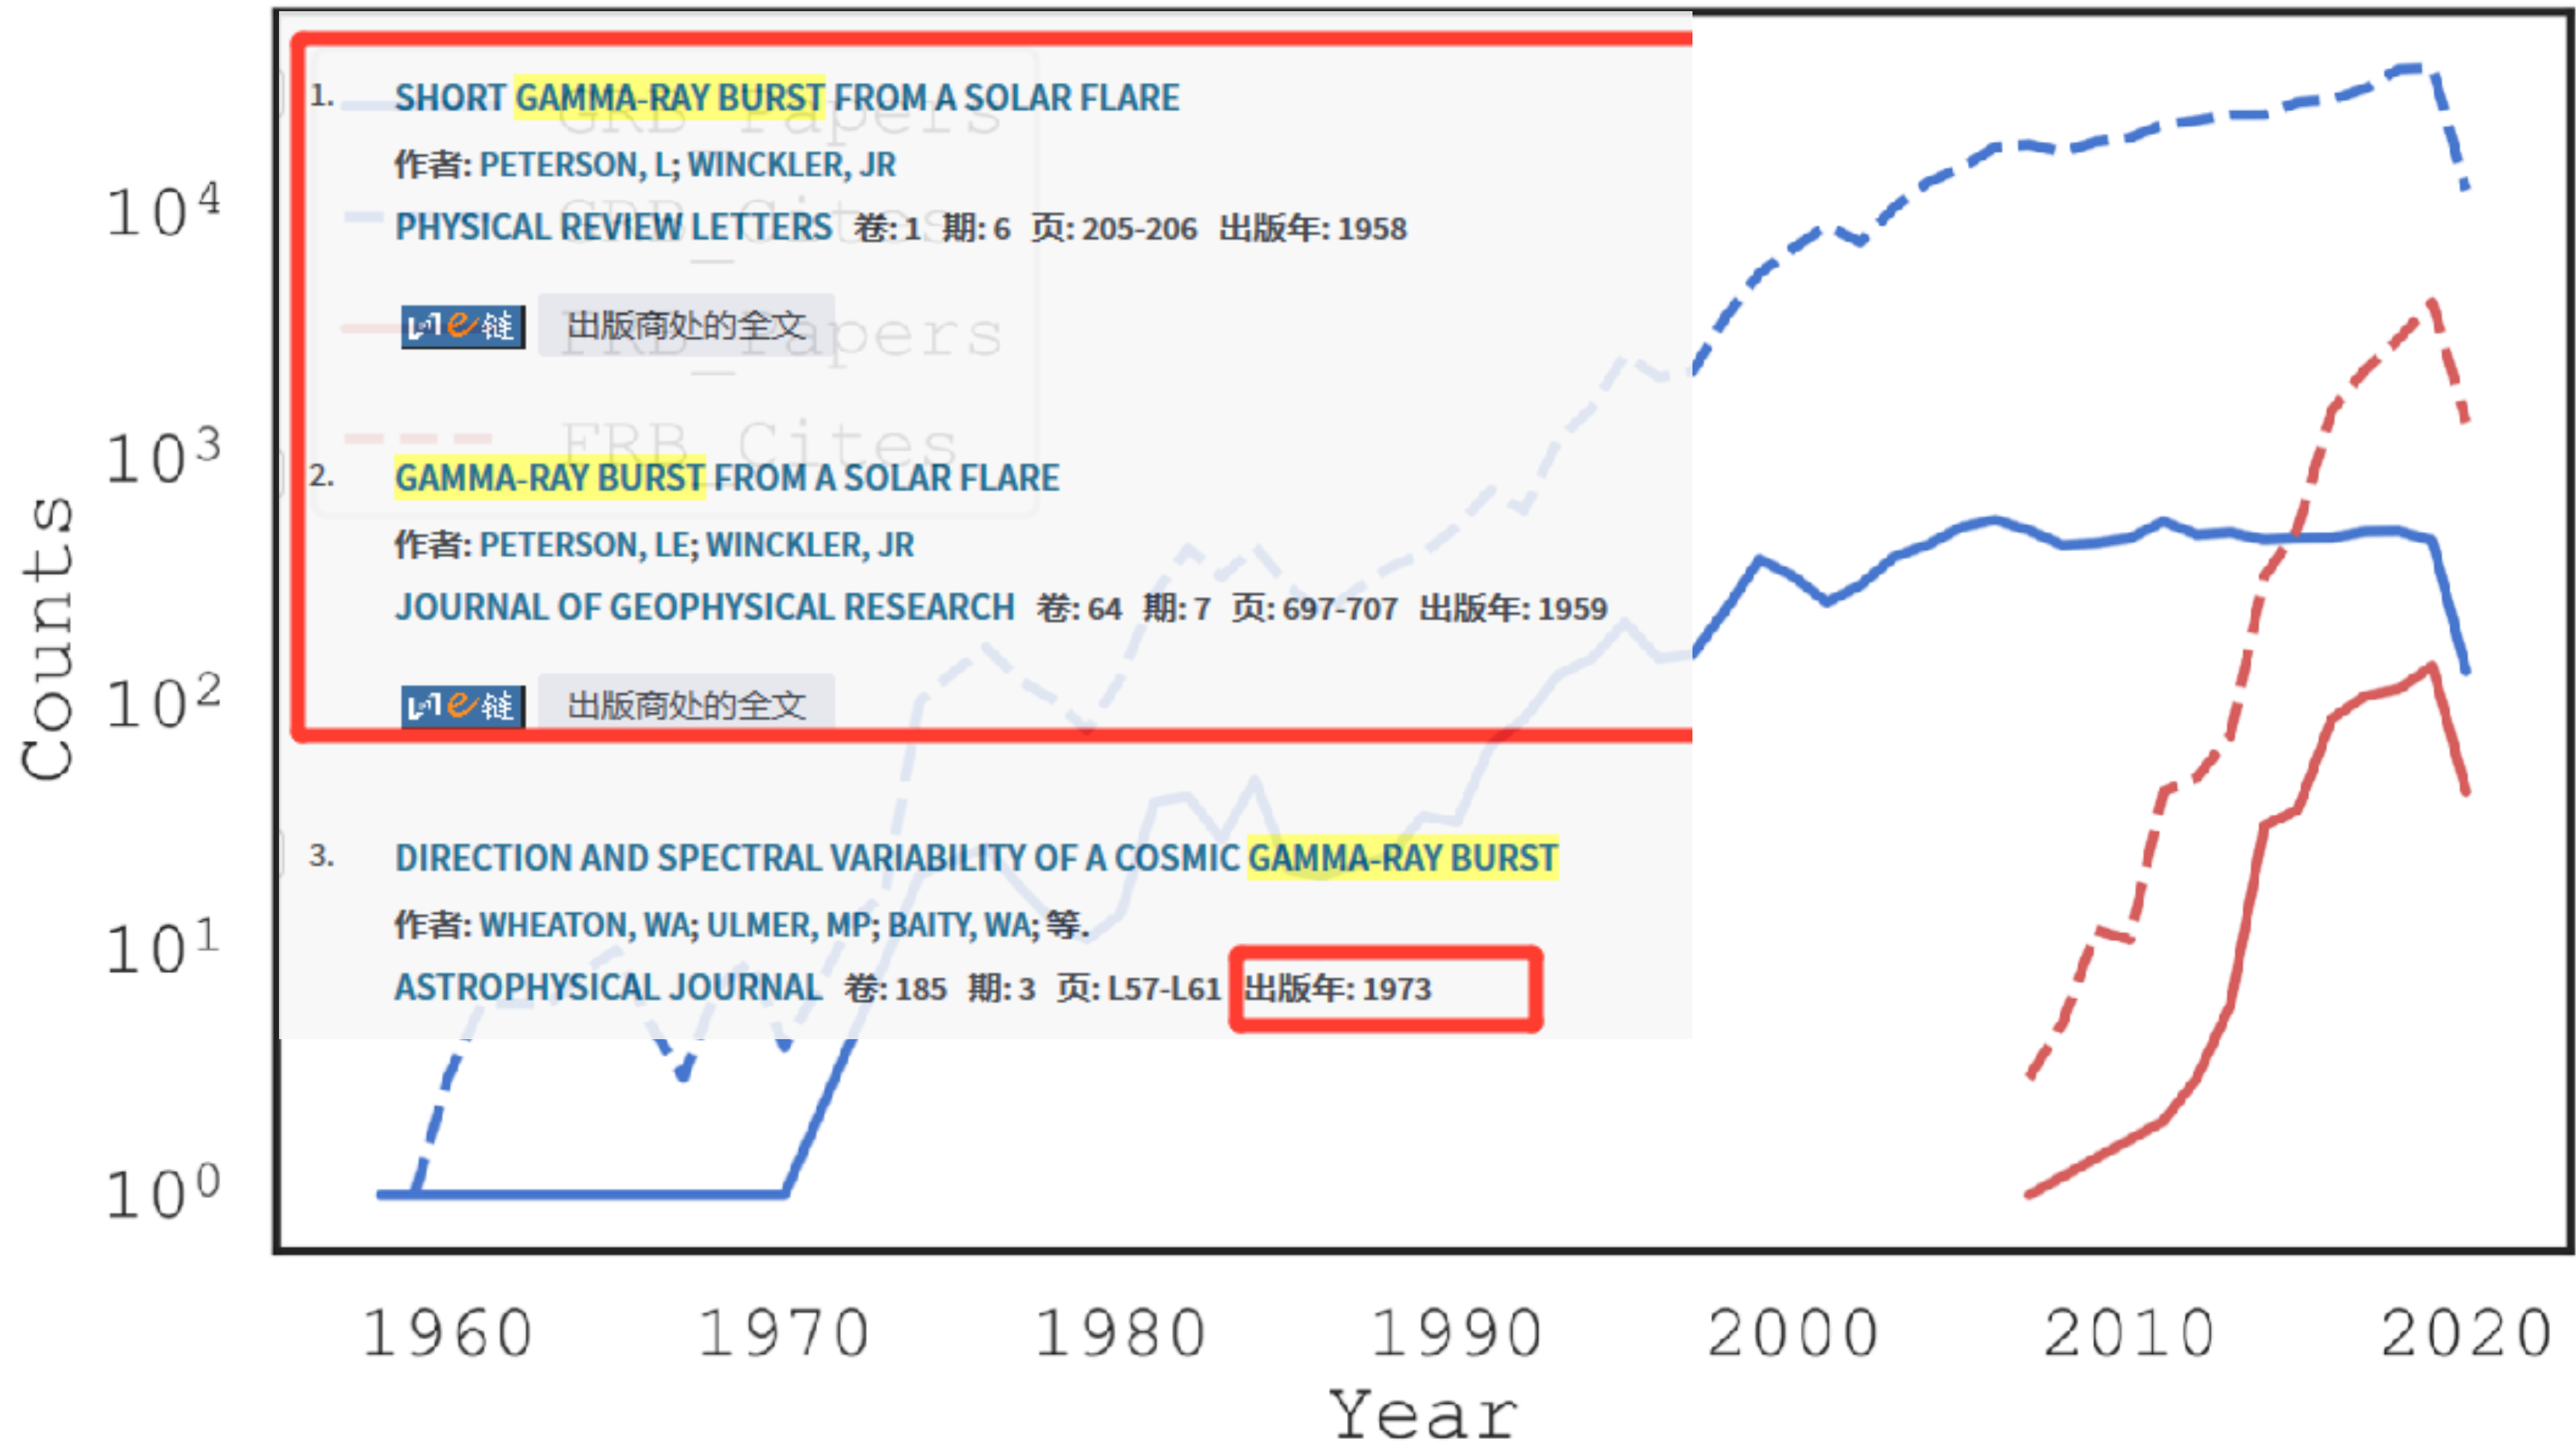 1. SHORT GAMMA-RAY BURST FROM A SOLAR FLARE
作者: PETERSON, L; WINCKLER, JR
PHYSICAL REVIEW LETTERS 卷: 1 期: 6 页: 205-206 出版年: 1958
e链 出版商处的全文
2. GAMMA-RAY BURST FROM A SOLAR FLARE
作者: PETERSON, LE; WINCKLER, JR
JOURNAL OF GEOPHYSICAL RESEARCH 卷: 64 期: 7 页: 697-707 出版年: 1959
e链 出版商处的全文
3. DIRECTION AND SPECTRAL VARIABILITY OF A COSMIC GAMMA-RAY BURST
作者: WHEATON, WA; ULMER, MP; BAITY, WA; 等.
ASTROPHYSICAL JOURNAL 卷: 185 期: 3 页: L57-L61 出版年: 1973
GRB_Papers
GRB_Cites
FRB_Papers
FRB_Cites
Counts
10⁴
10³
10²
10¹
10⁰
1960 1970 1980 1990 2000 2010 2020
Year